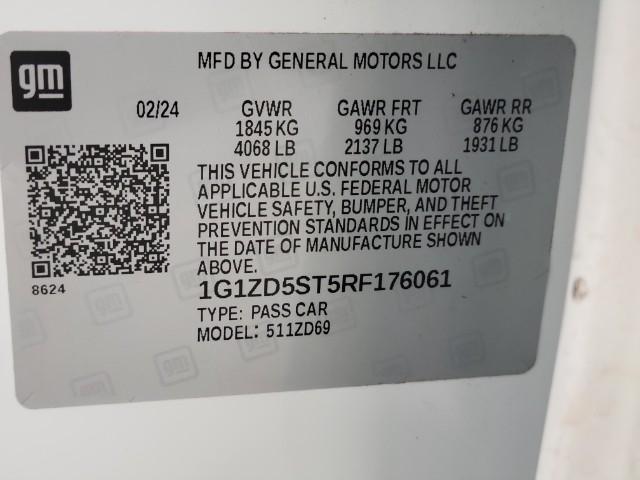 gm
MFD BY GENERAL MOTORS LLC
02/24 GVWR GAWR FRT GAWR RR
1845 KG 969 KG 876 KG
4068 LB 2137 LB 1931 LB
THIS VEHICLE CONFORMS TO ALL
APPLICABLE U.S. FEDERAL MOTOR
VEHICLE SAFETY, BUMPER, AND THEFT
PREVENTION STANDARDS IN EFFECT ON
THE DATE OF MANUFACTURE SHOWN
ABOVE.
8624
1G1ZD5ST5RF176061
TYPE: PASS CAR
MODEL: 511ZD69